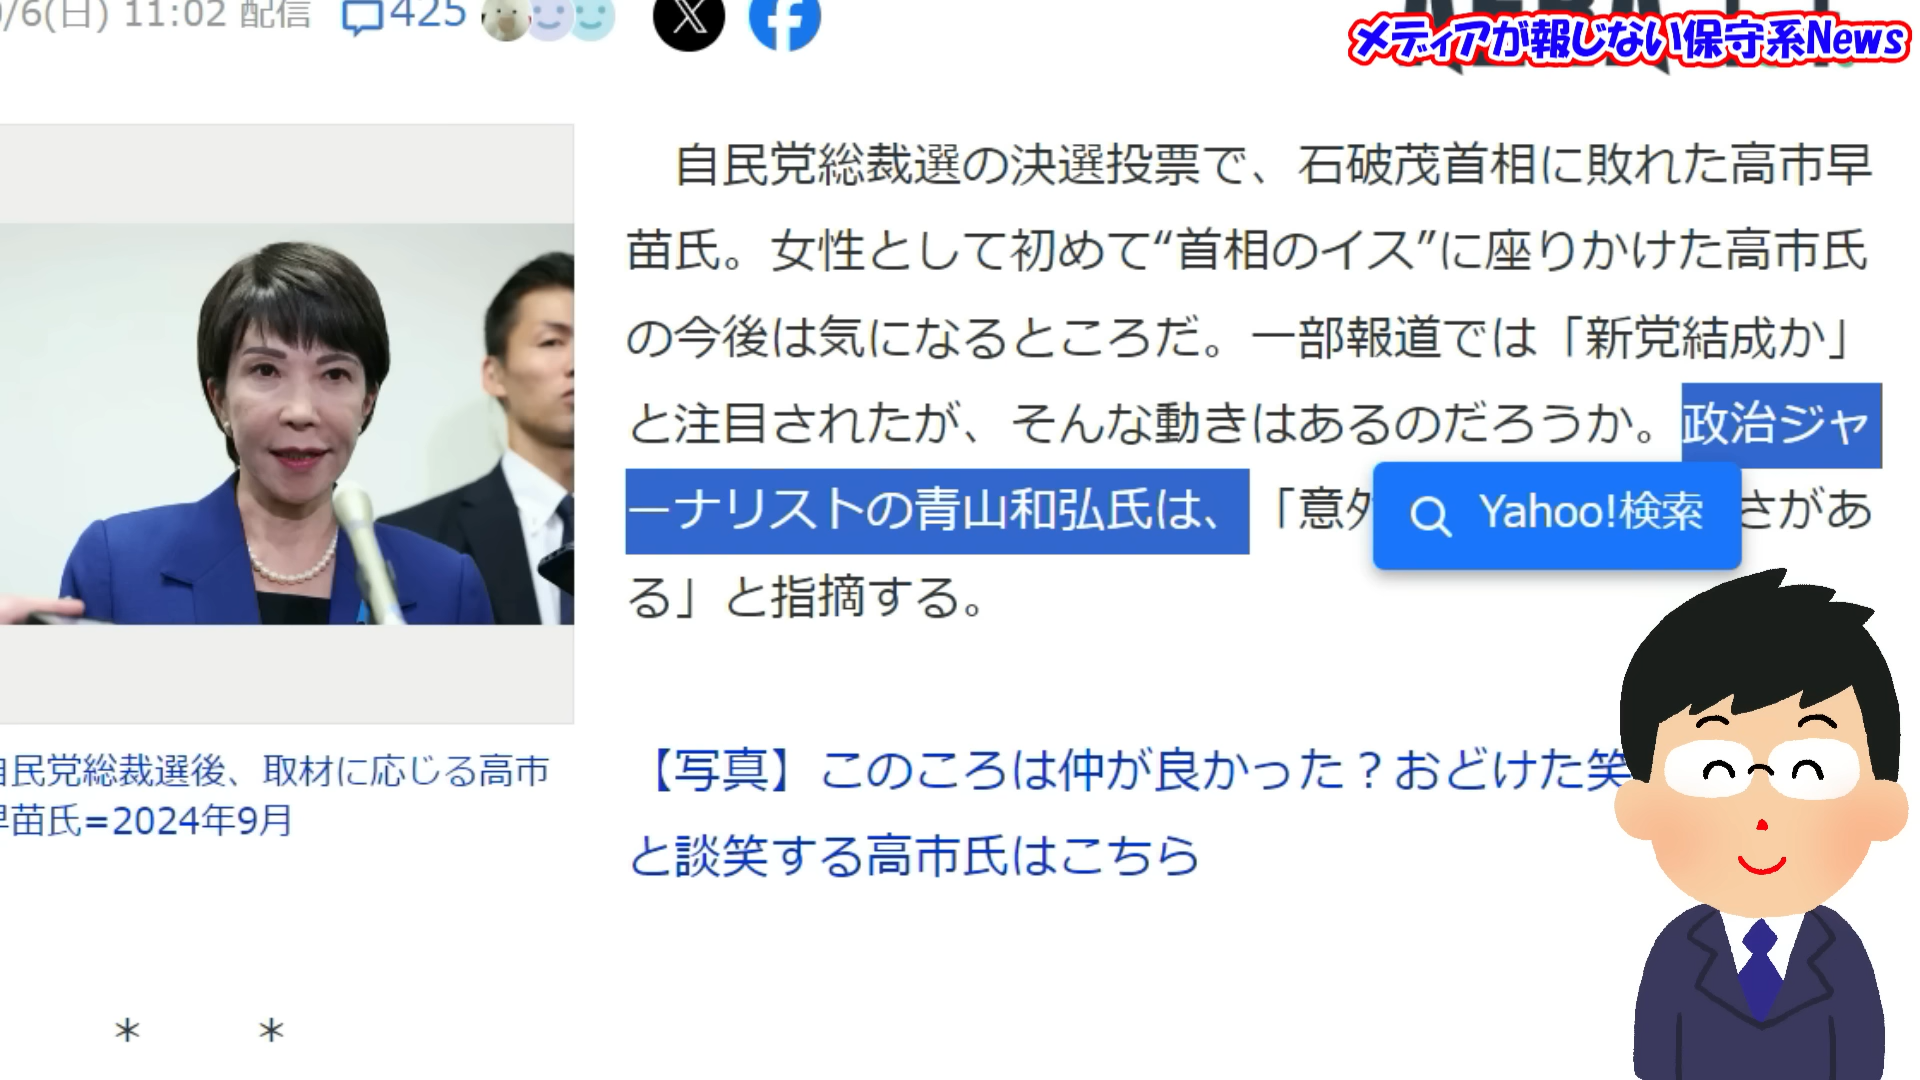 /6(日) 11:02 配信
425
メディアが報じない保守系News
自民党総裁選の決選投票で、石破茂首相に敗れた高市早
苗氏。女性として初めて“首相のイス”に座りかけた高市氏
の今後は気になるところだ。一部報道では「新党結成か」
と注目されたが、そんな動きはあるのだろうか。政治ジャ
ーナリストの青山和弘氏は、「意外
Yahoo!検索
さがあ
る」と指摘する。
【写真】このころは仲が良かった？おどけた笑
と談笑する高市氏はこちら
自民党総裁選後、取材に応じる高市
早苗氏=2024年9月
* *